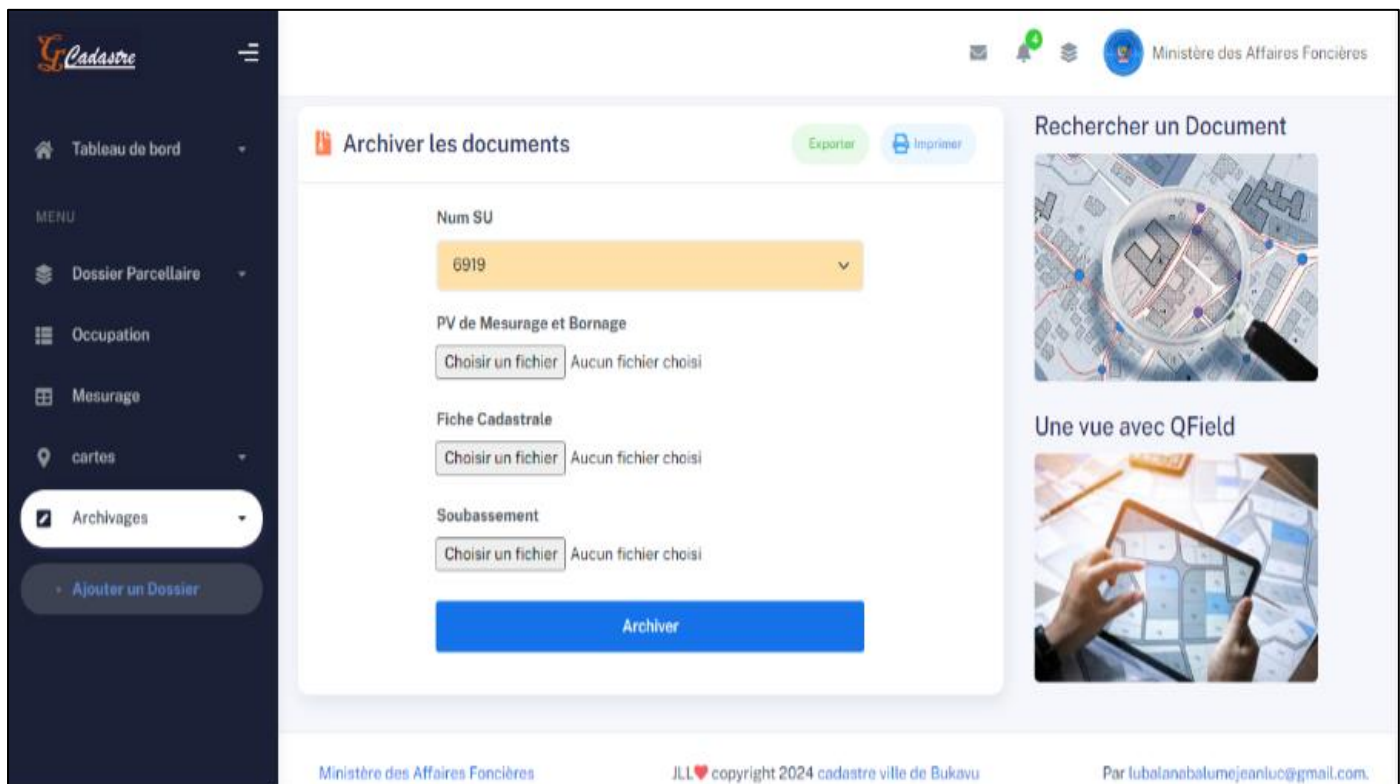 Cadastre
Ministère des Affaires Foncières
4
Tableau de bord
MENU
Dossier Parcellaire
Occupation
Mesurage
cartes
Archivages
Ajouter un Dossier
Archiver les documents
Exporter
Imprimer
Num SU
6919
PV de Mesurage et Bornage
Choisir un fichier Aucun fichier choisi
Fiche Cadastrale
Choisir un fichier Aucun fichier choisi
Soubassement
Choisir un fichier Aucun fichier choisi
Archiver
Rechercher un Document
Une vue avec QField
Ministère des Affaires Foncières
JLL❤ copyright 2024 cadastre ville de Bukavu
Par lubalanabalumejeanluc@gmail.com.